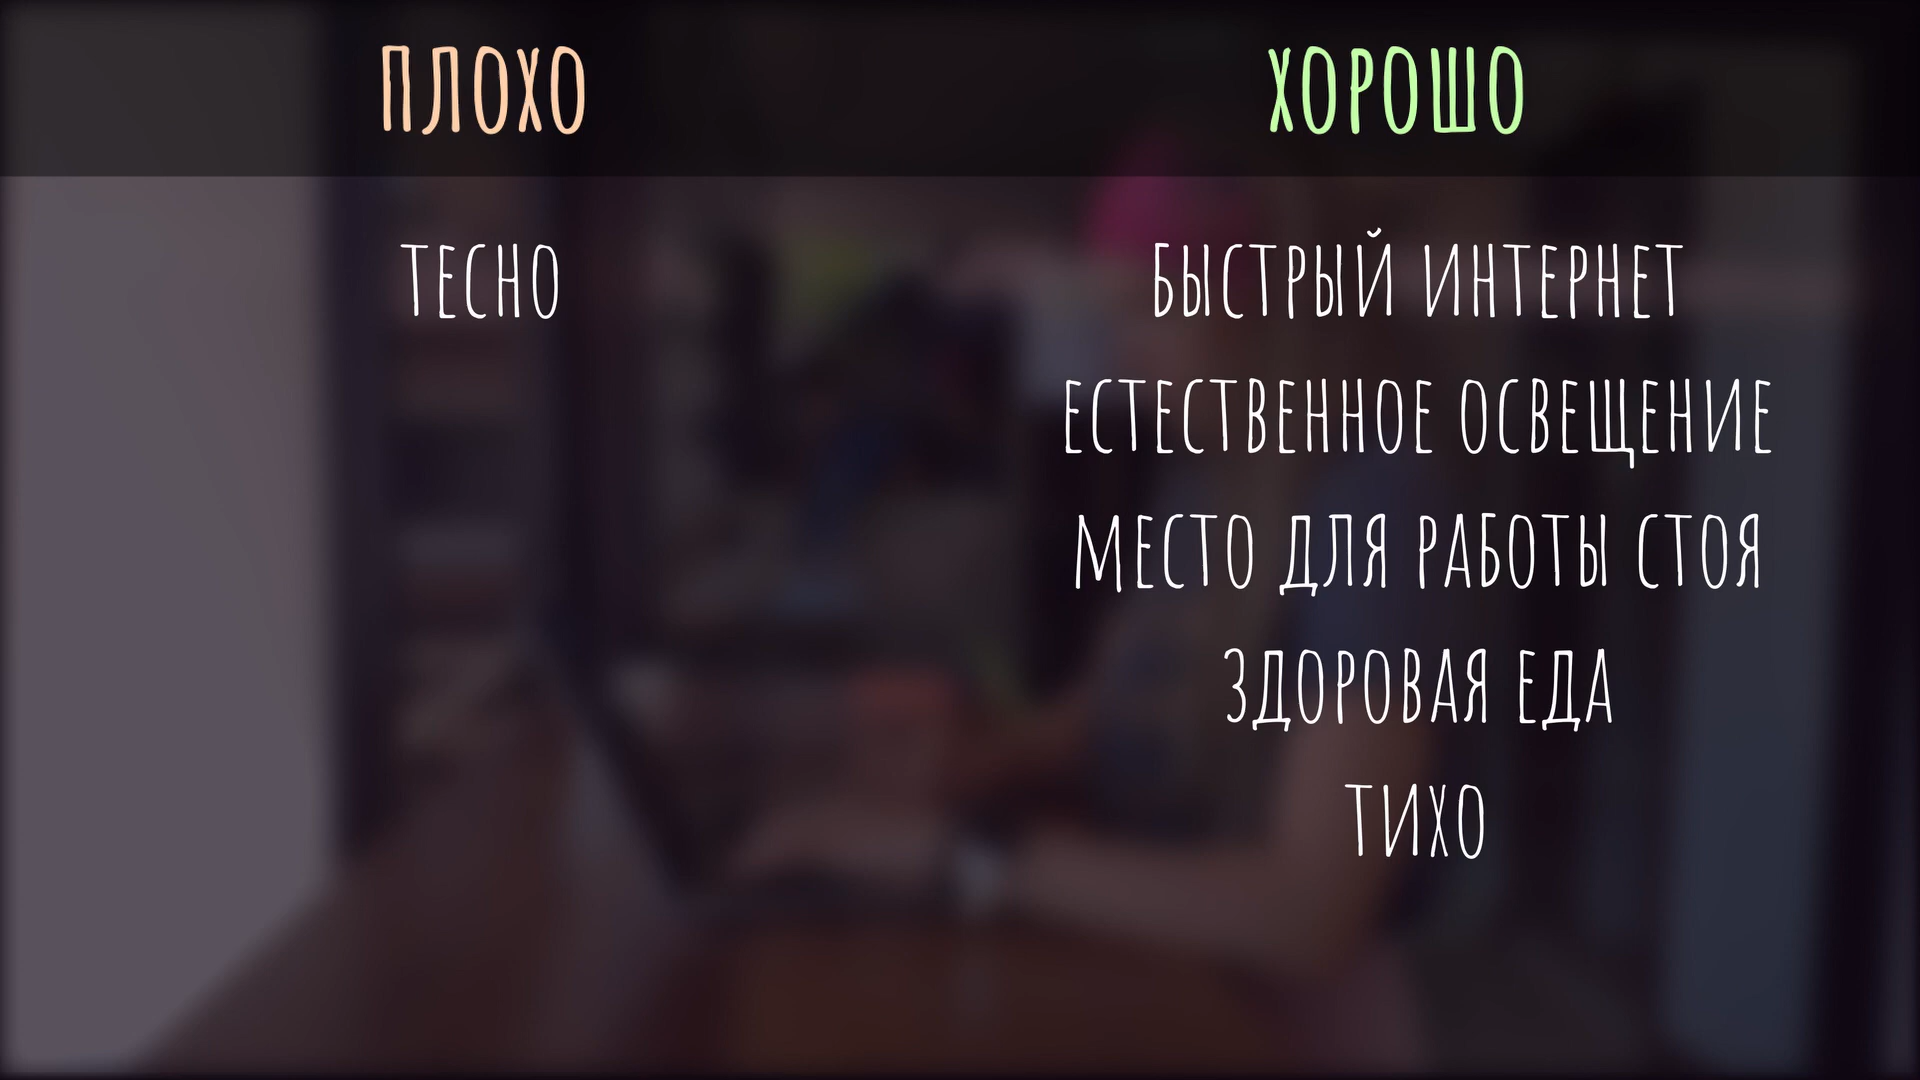 ПЛОХО
ХОРОШО
ТЕСНО
БЫСТРЫЙ ИНТЕРНЕТ
ЕСТЕСТВЕННОЕ ОСВЕЩЕНИЕ
МЕСТО ДЛЯ РАБОТЫ СТОЯ
ЗДОРОВАЯ ЕДА
ТИХО